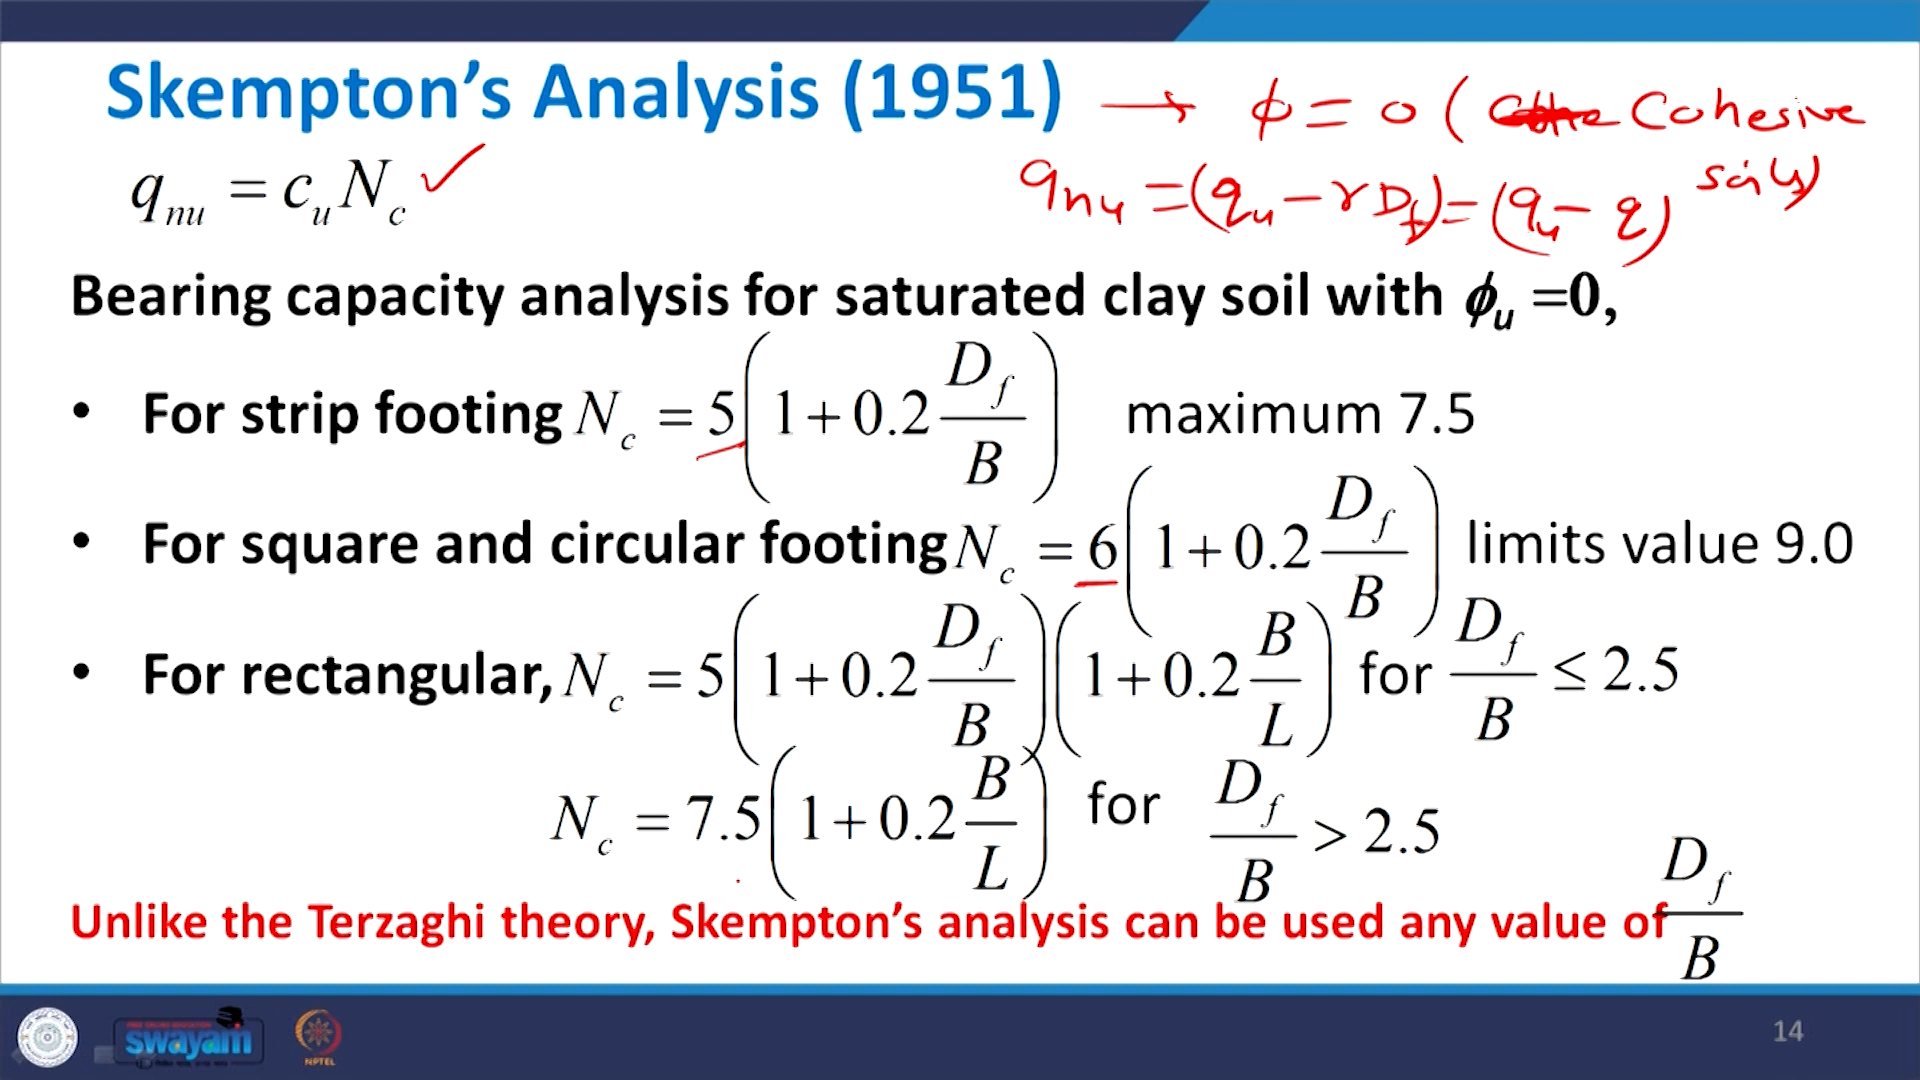 Skempton’s Analysis (1951) → ϕ = 0 ( Cohesive soils)
q_nu = c_u N_c ✓ q_nu = (q_u − γD_f) = (q_u − q)
Bearing capacity analysis for saturated clay soil with ϕ_u =0,
• For strip footing N_c = 5(1+0.2 D_f/B) maximum 7.5
• For square and circular footing N_c = 6(1+0.2 D_f/B) limits value 9.0
• For rectangular, N_c = 5(1+0.2 D_f/B)(1+0.2 B/L) for D_f/B ≤ 2.5
N_c = 7.5(1+0.2 B/L) for D_f/B > 2.5
Unlike the Terzaghi theory, Skempton’s analysis can be used any value of D_f/B
swayam
NPTEL
14